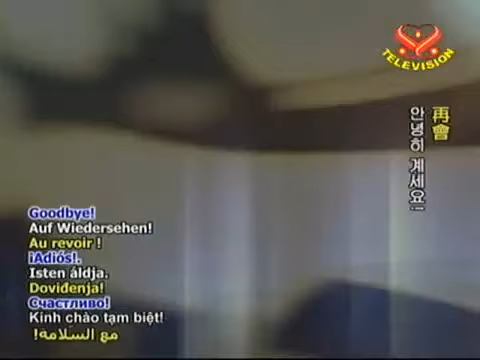 TELEVISION
再會
안녕히 계세요!
Goodbye!
Auf Wiedersehen!
Au revoir !
¡Adiós!.
Isten áldja.
Doviđenja!
Счастливо!
Kính chào tạm biệt!
مع السلامة!